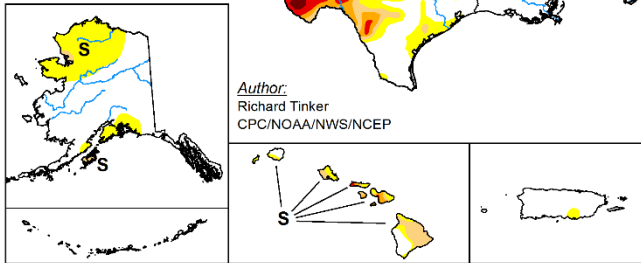 S
S
Author:
Richard Tinker
CPC/NOAA/NWS/NCEP
S